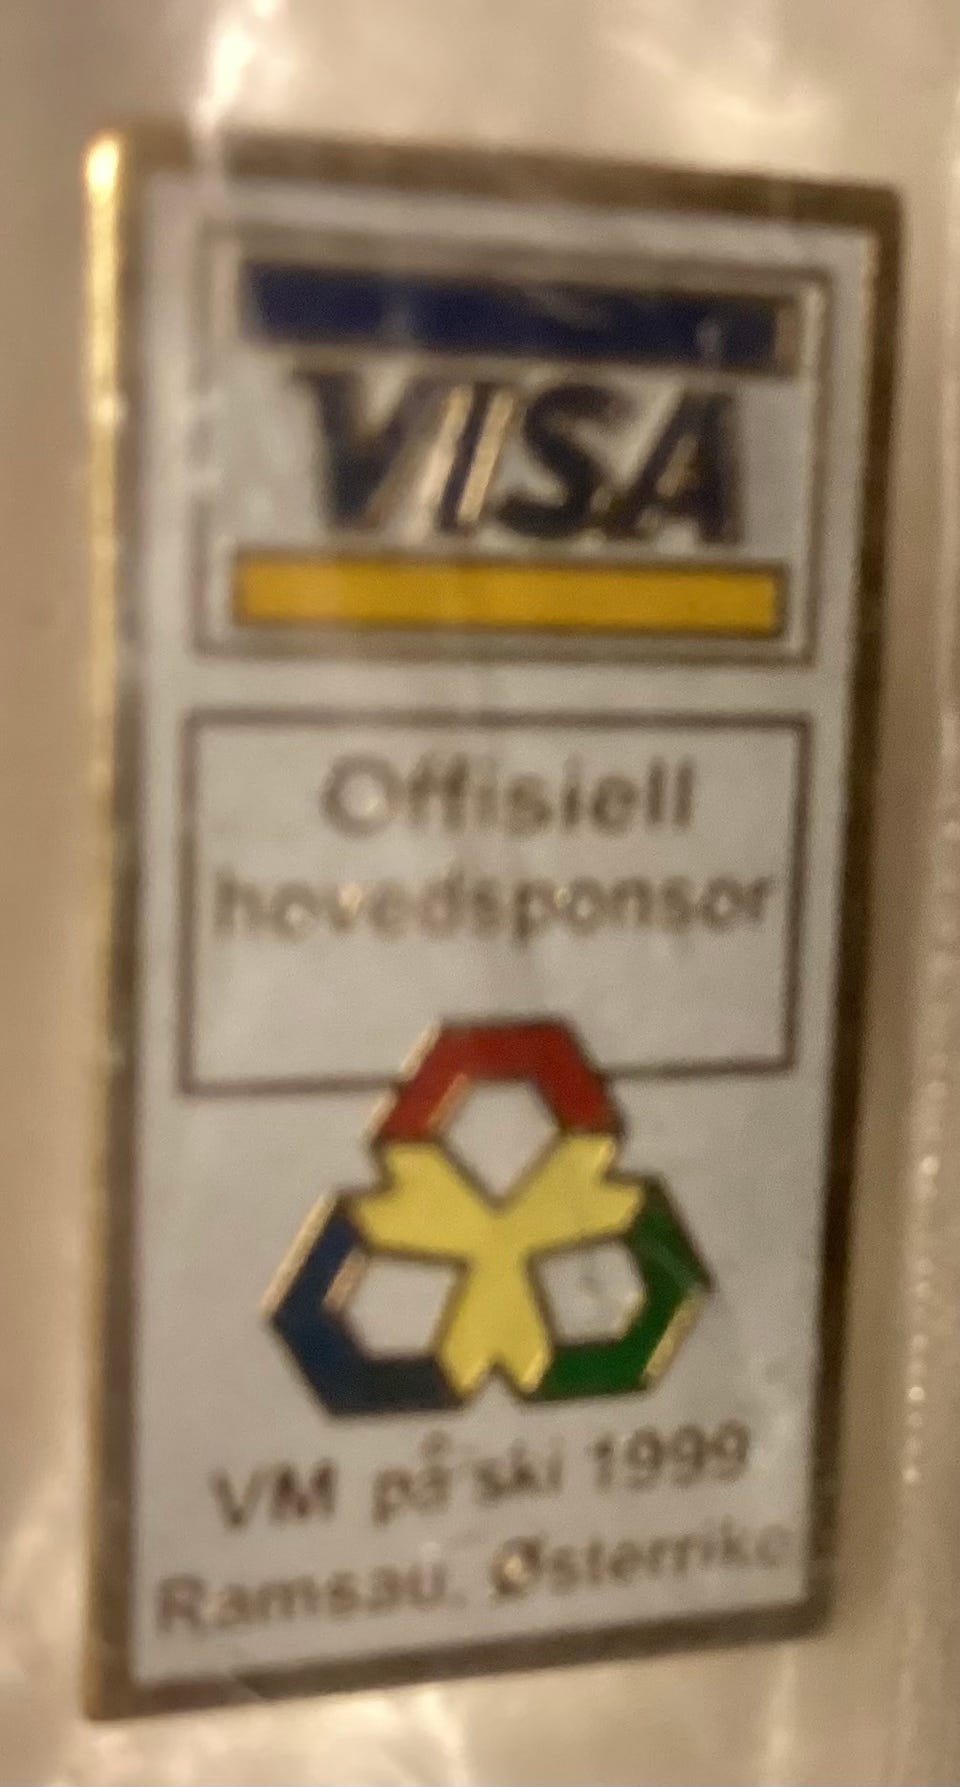 VISA
Offisiell
hovedsponsor
VM på ski 1999
Ramsau, Østerrike